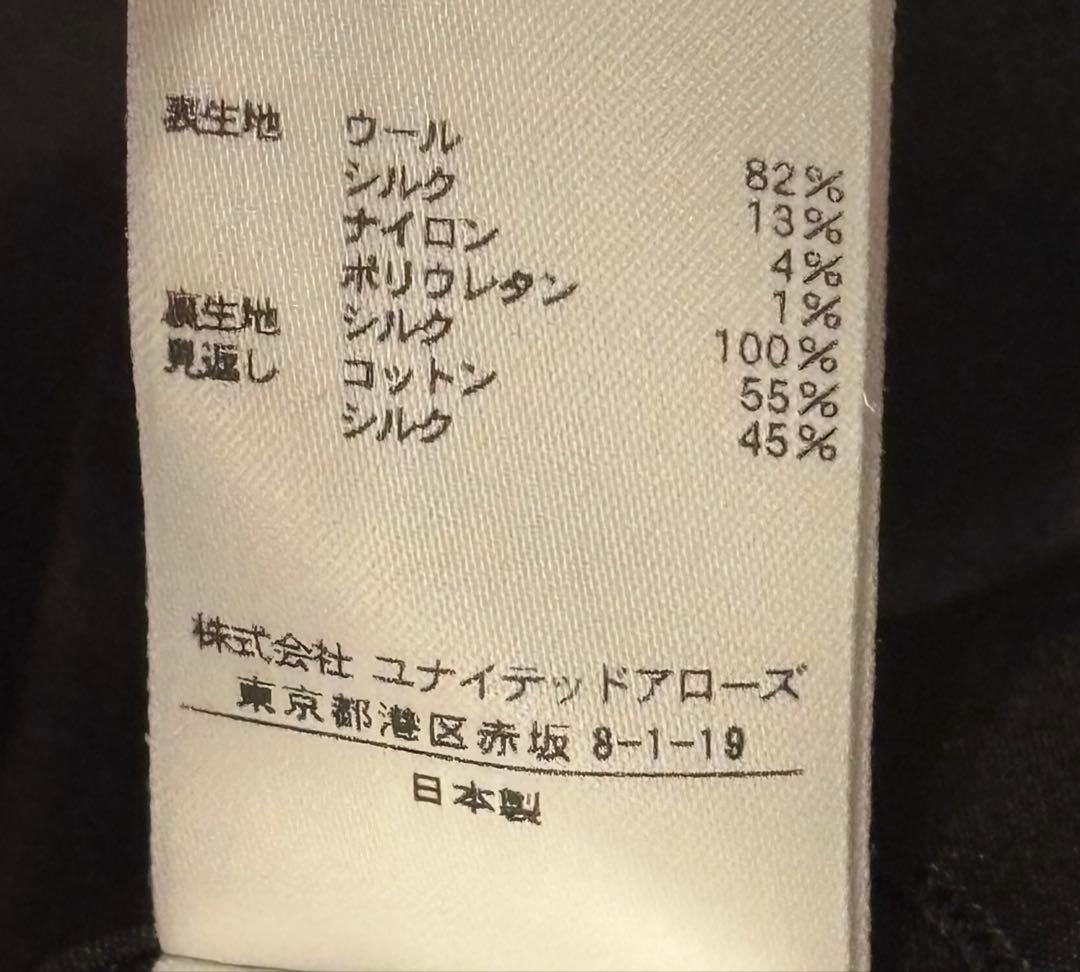 表生地 ウール 82%
シルク 13%
ナイロン 4%
ポリウレタン 1%
裏生地 シルク 100%
見返し コットン 55%
シルク 45%
株式会社 ユナイテッドアローズ
東京都港区赤坂 8-1-19
日本製